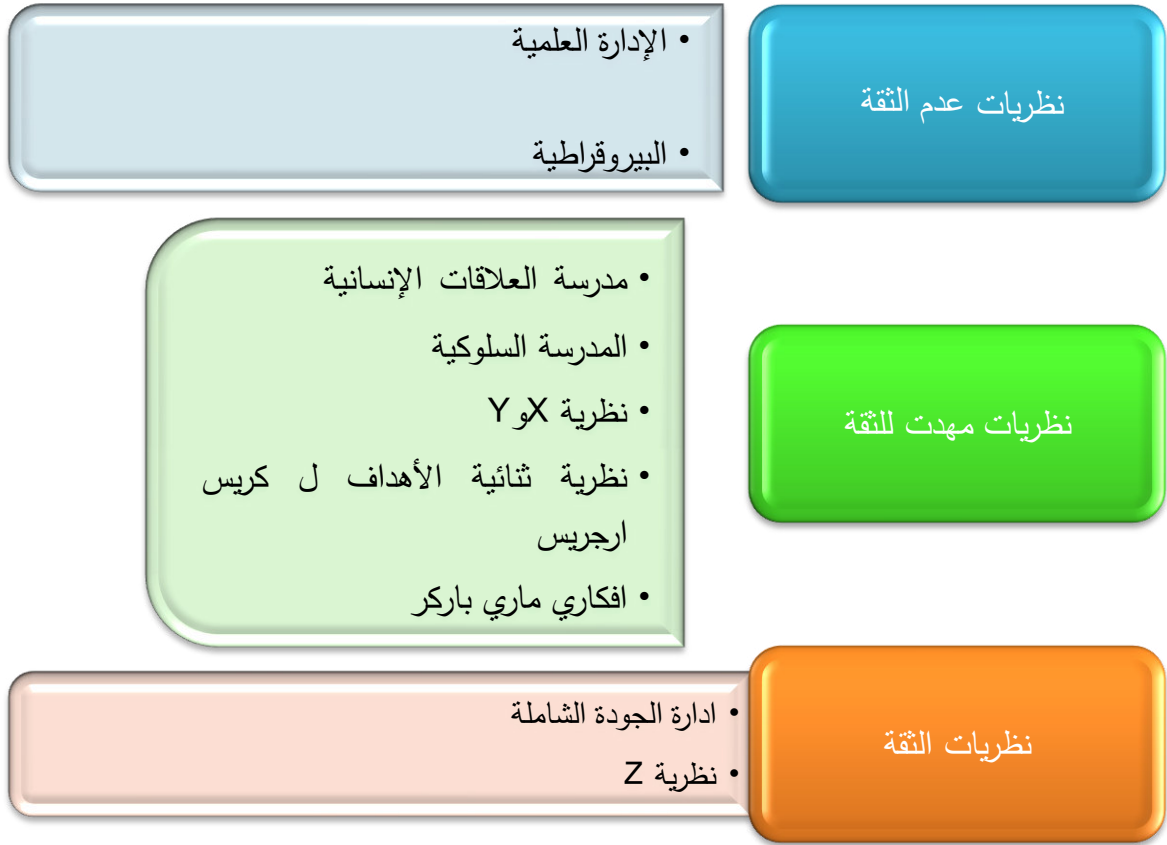 نظريات عدم الثقة
• الإدارة العلمية
• البيروقراطية
نظريات مهدت للثقة
• مدرسة العلاقات الإنسانية
• المدرسة السلوكية
• نظرية X و Y
• نظرية ثنائية الأهداف ل كريس
ارجريس
• افكاري ماري باركر
نظريات الثقة
• ادارة الجودة الشاملة
• نظرية Z